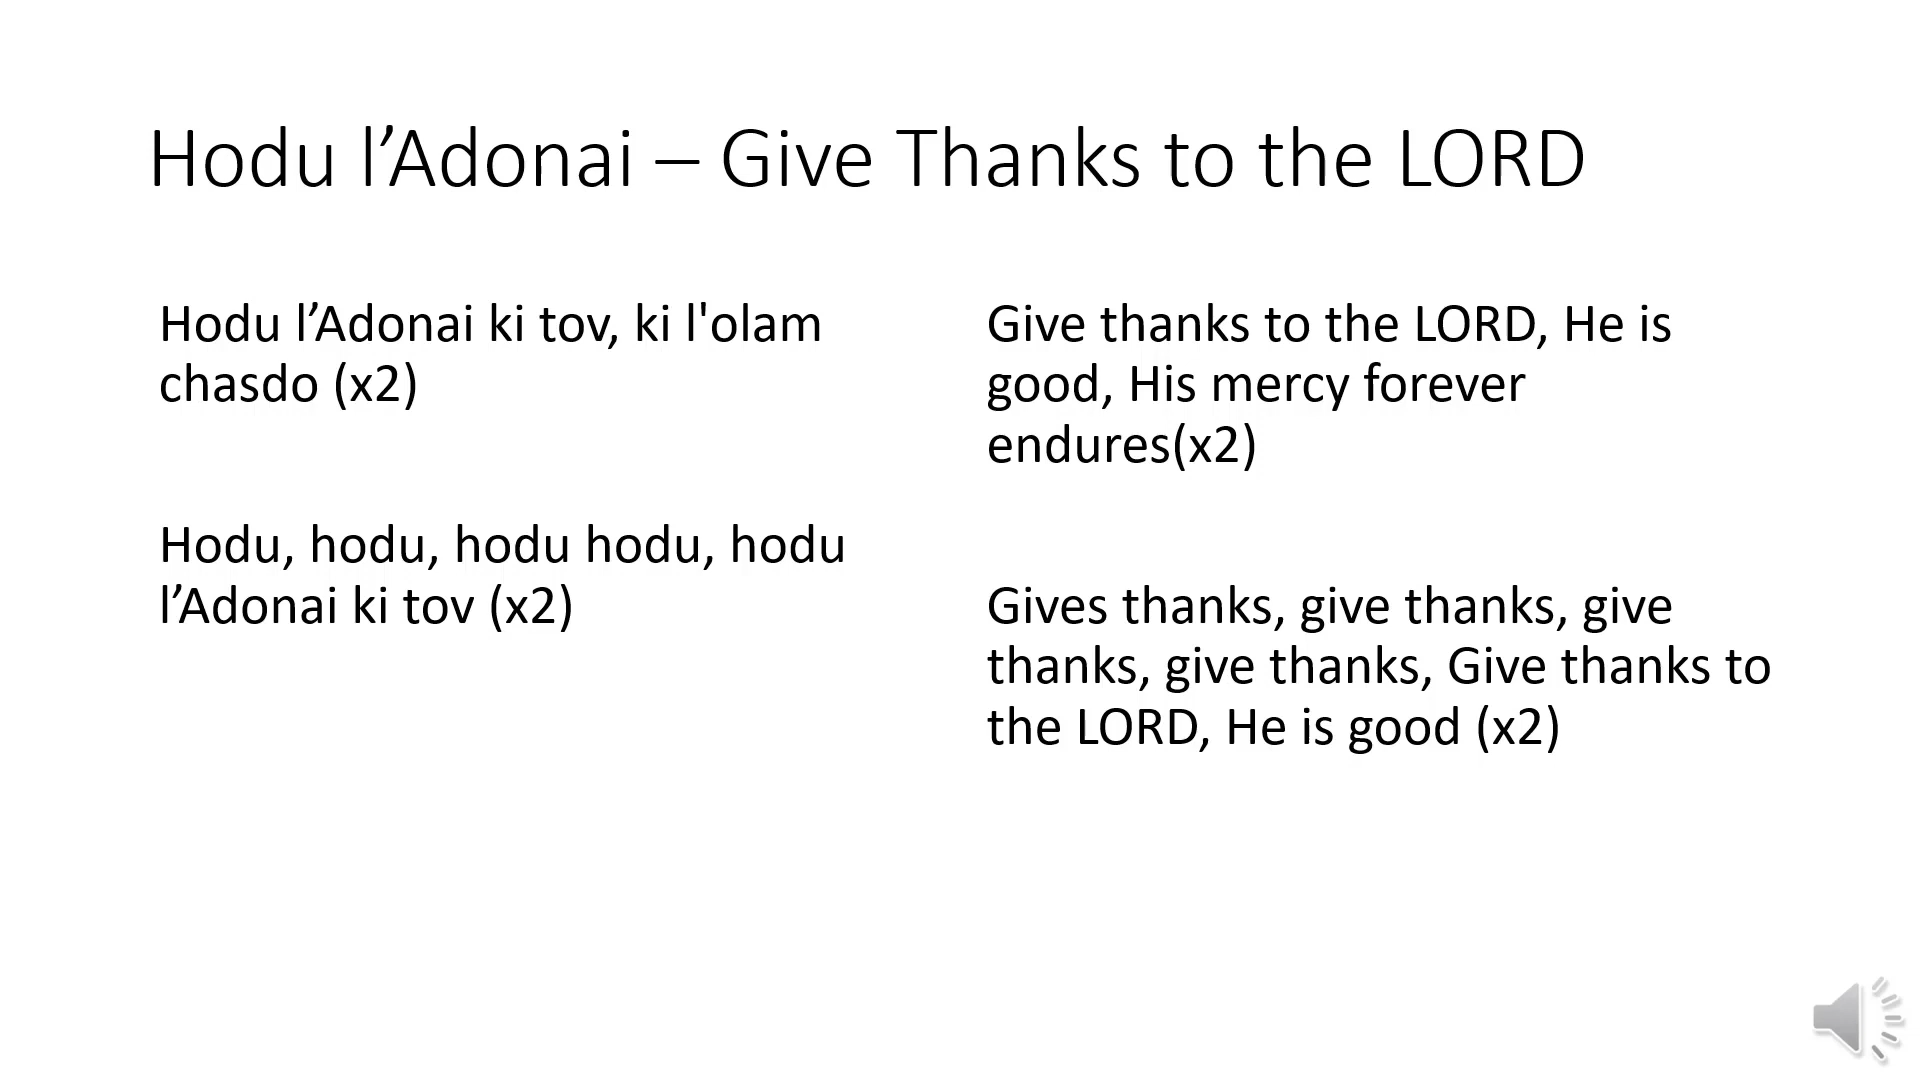 Hodu l’Adonai – Give Thanks to the LORD
Hodu l’Adonai ki tov, ki l'olam
chasdo (x2)
Hodu, hodu, hodu hodu, hodu
l’Adonai ki tov (x2)
Give thanks to the LORD, He is
good, His mercy forever
endures(x2)
Gives thanks, give thanks, give
thanks, give thanks, Give thanks to
the LORD, He is good (x2)